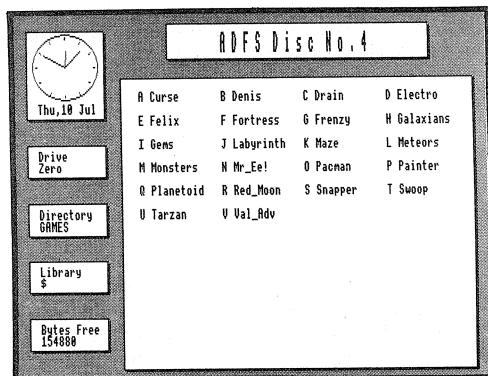 ADFS Disc No.4
Thu,10 Jul
A Curse B Denis C Drain D Electro
E Felix F Fortress G Frenzy H Galaxians
I Gems J Labyrinth K Maze L Meteors
M Monsters N Mr_Ee! O Pacman P Painter
Q Planetoid R Red_Moon S Snapper T Swoop
U Tarzan V Val_Adv
Drive
Zero
Directory
GAMES
Library
$
Bytes Free
154880